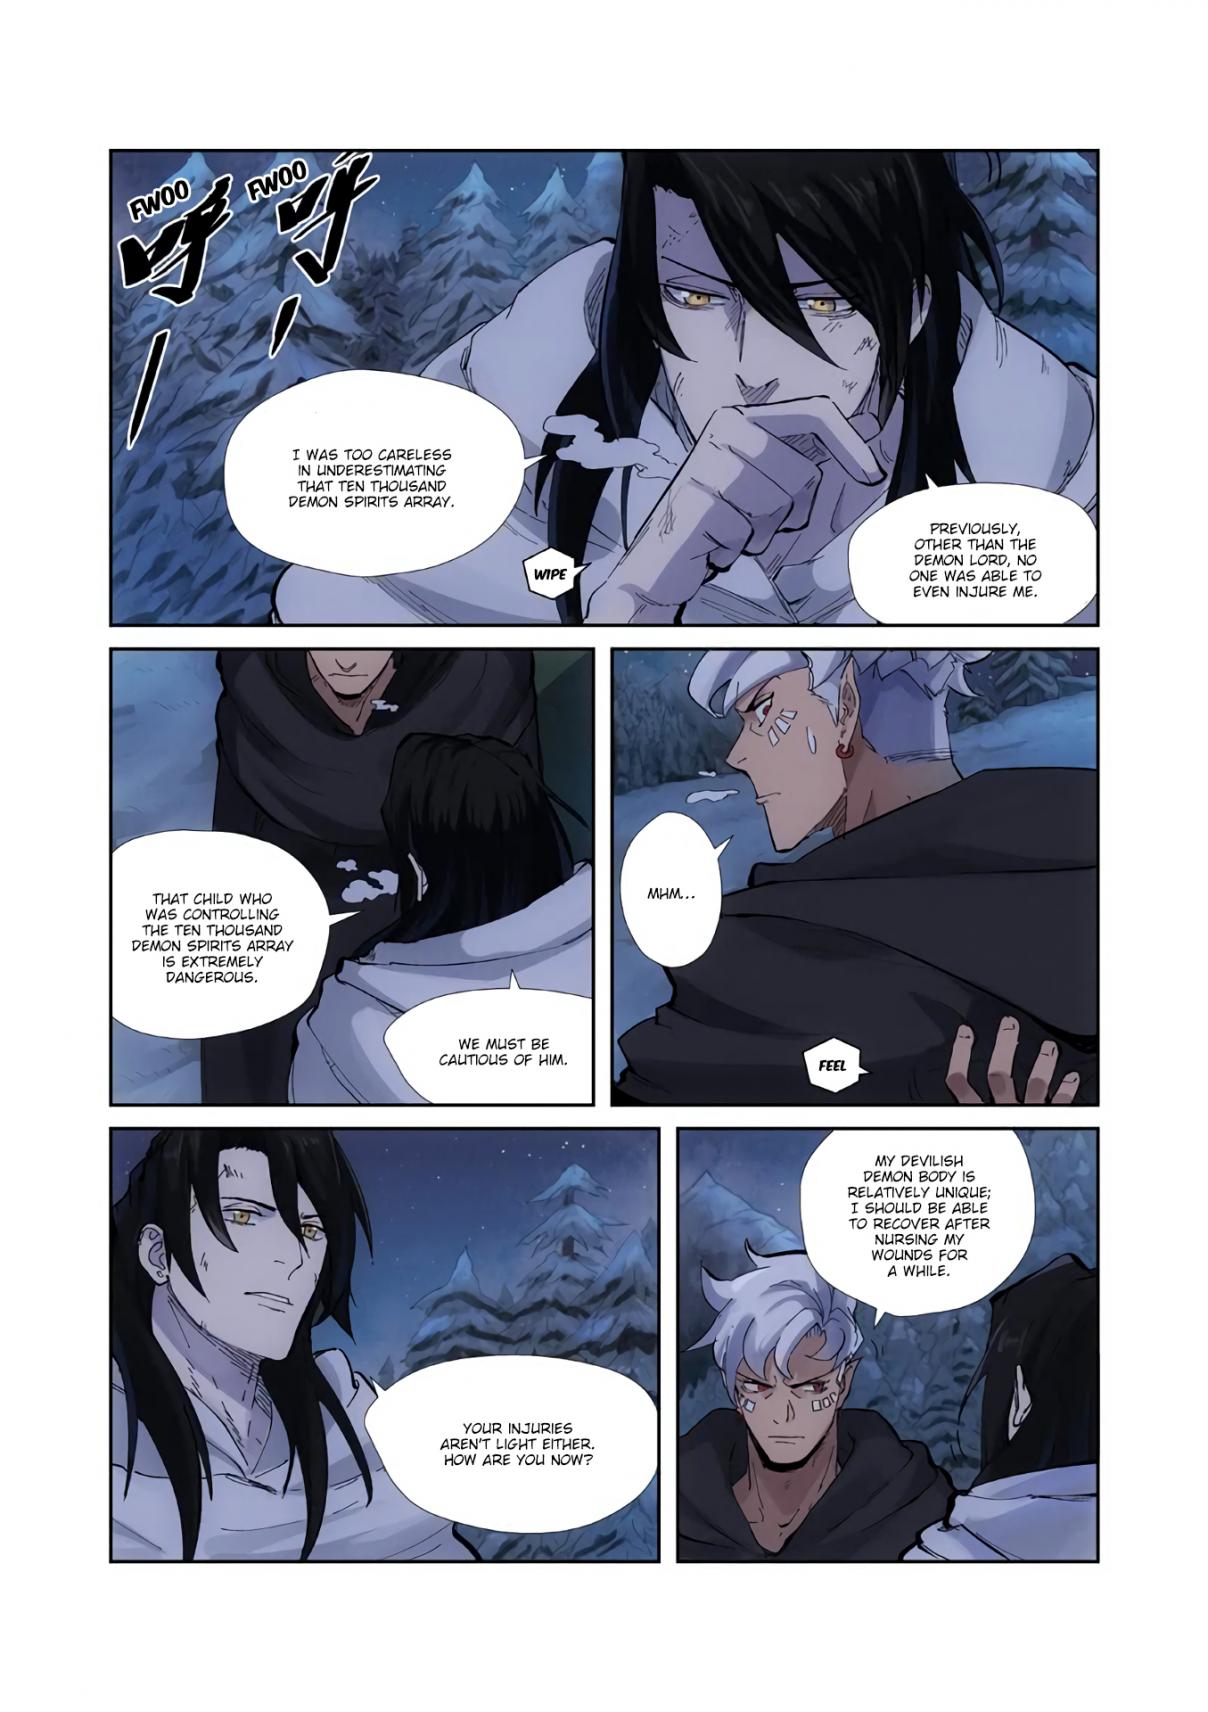 FWOO
FWOO
呼
呼
I WAS TOO CARELESS
IN UNDERESTIMATING
THAT TEN THOUSAND
DEMON SPIRITS ARRAY.
WIPE
PREVIOUSLY,
OTHER THAN THE
DEMON LORD, NO
ONE WAS ABLE TO
EVEN INJURE ME.
THAT CHILD WHO
WAS CONTROLLING
THE TEN THOUSAND
DEMON SPIRITS ARRAY
IS EXTREMELY
DANGEROUS.
WE MUST BE
CAUTIOUS OF HIM.
MHM...
FEEL
YOUR INJURIES
AREN'T LIGHT EITHER.
HOW ARE YOU NOW?
MY DEVILISH
DEMON BODY IS
RELATIVELY UNIQUE;
I SHOULD BE ABLE
TO RECOVER AFTER
NURSING MY
WOUNDS FOR
A WHILE.